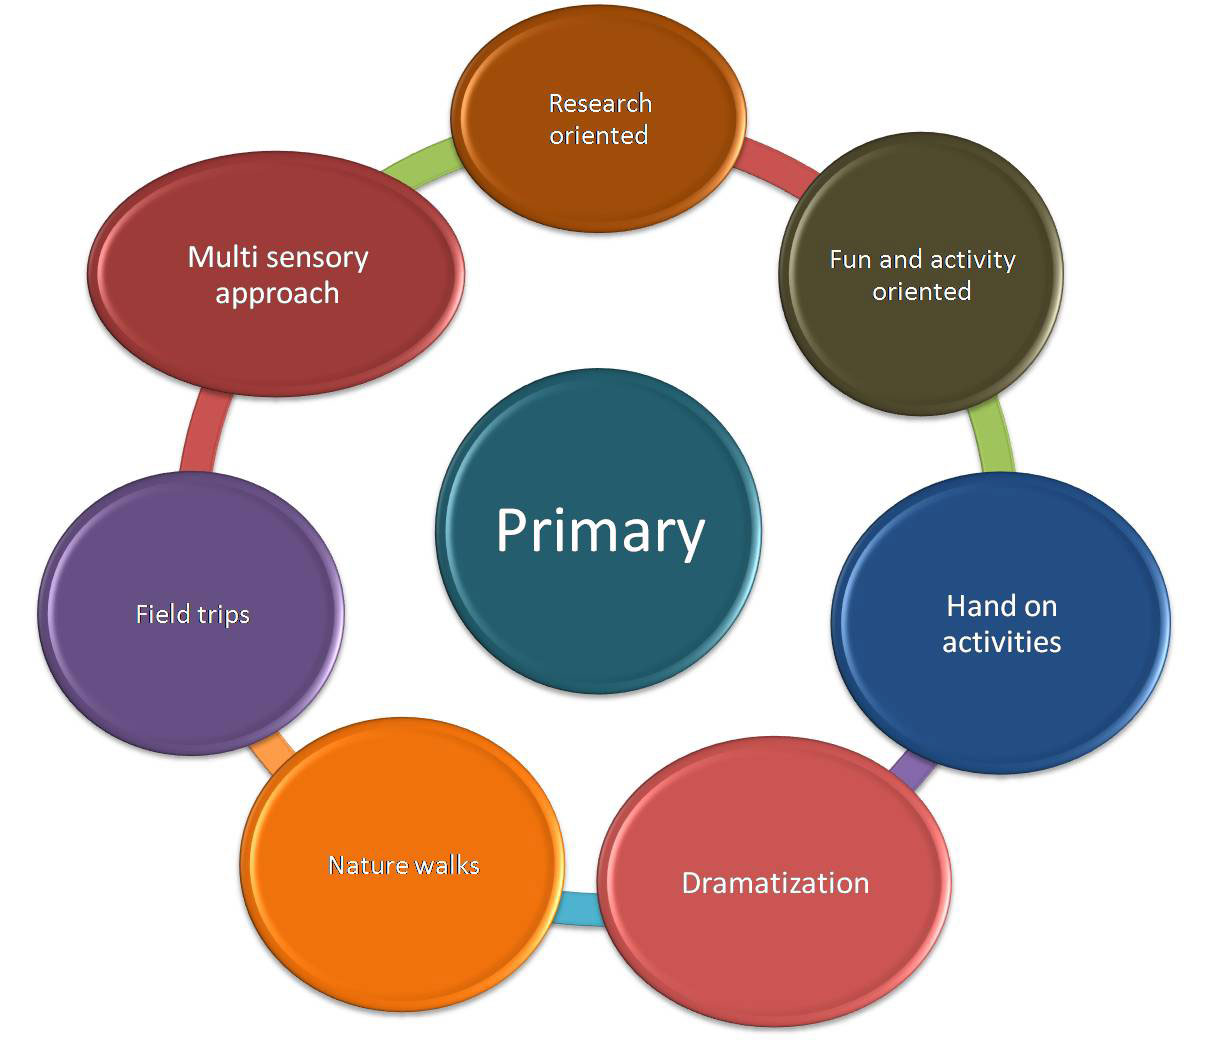 Research
oriented
Fun and activity
oriented
Multi sensory
approach
Primary
Hand on
activities
Field trips
Nature walks
Dramatization